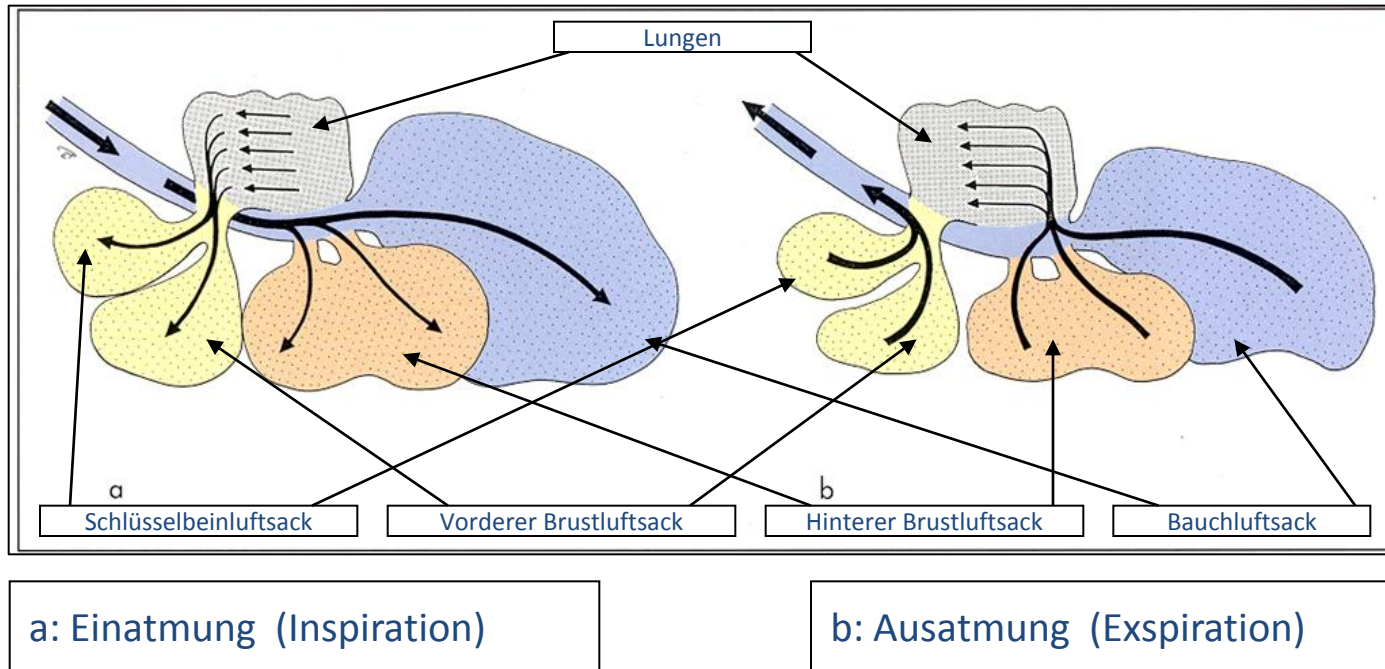 Lungen
a
b
Schlüsselbeinluftsack
Vorderer Brustluftsack
Hinterer Brustluftsack
Bauchluftsack
a: Einatmung (Inspiration)
b: Ausatmung (Exspiration)